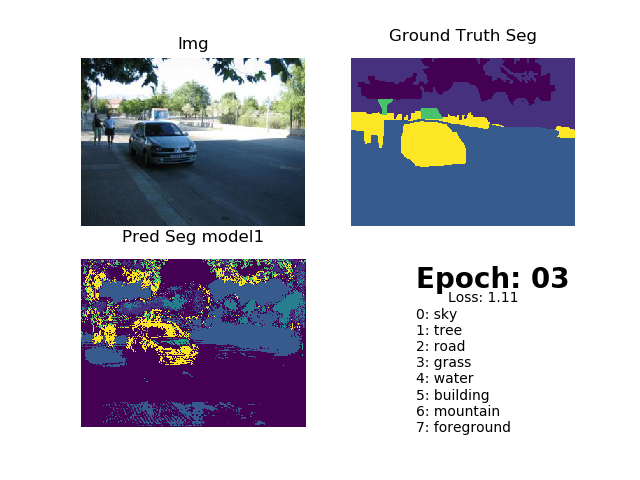 Img
Ground Truth Seg
Pred Seg model1
Epoch: 03
Loss: 1.11
0: sky
1: tree
2: road
3: grass
4: water
5: building
6: mountain
7: foreground